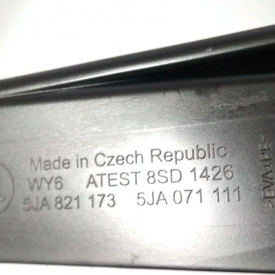 Made in Czech Republic
WY6 ATEST 8SD 1426
5JA 821 173 5JA 071 111